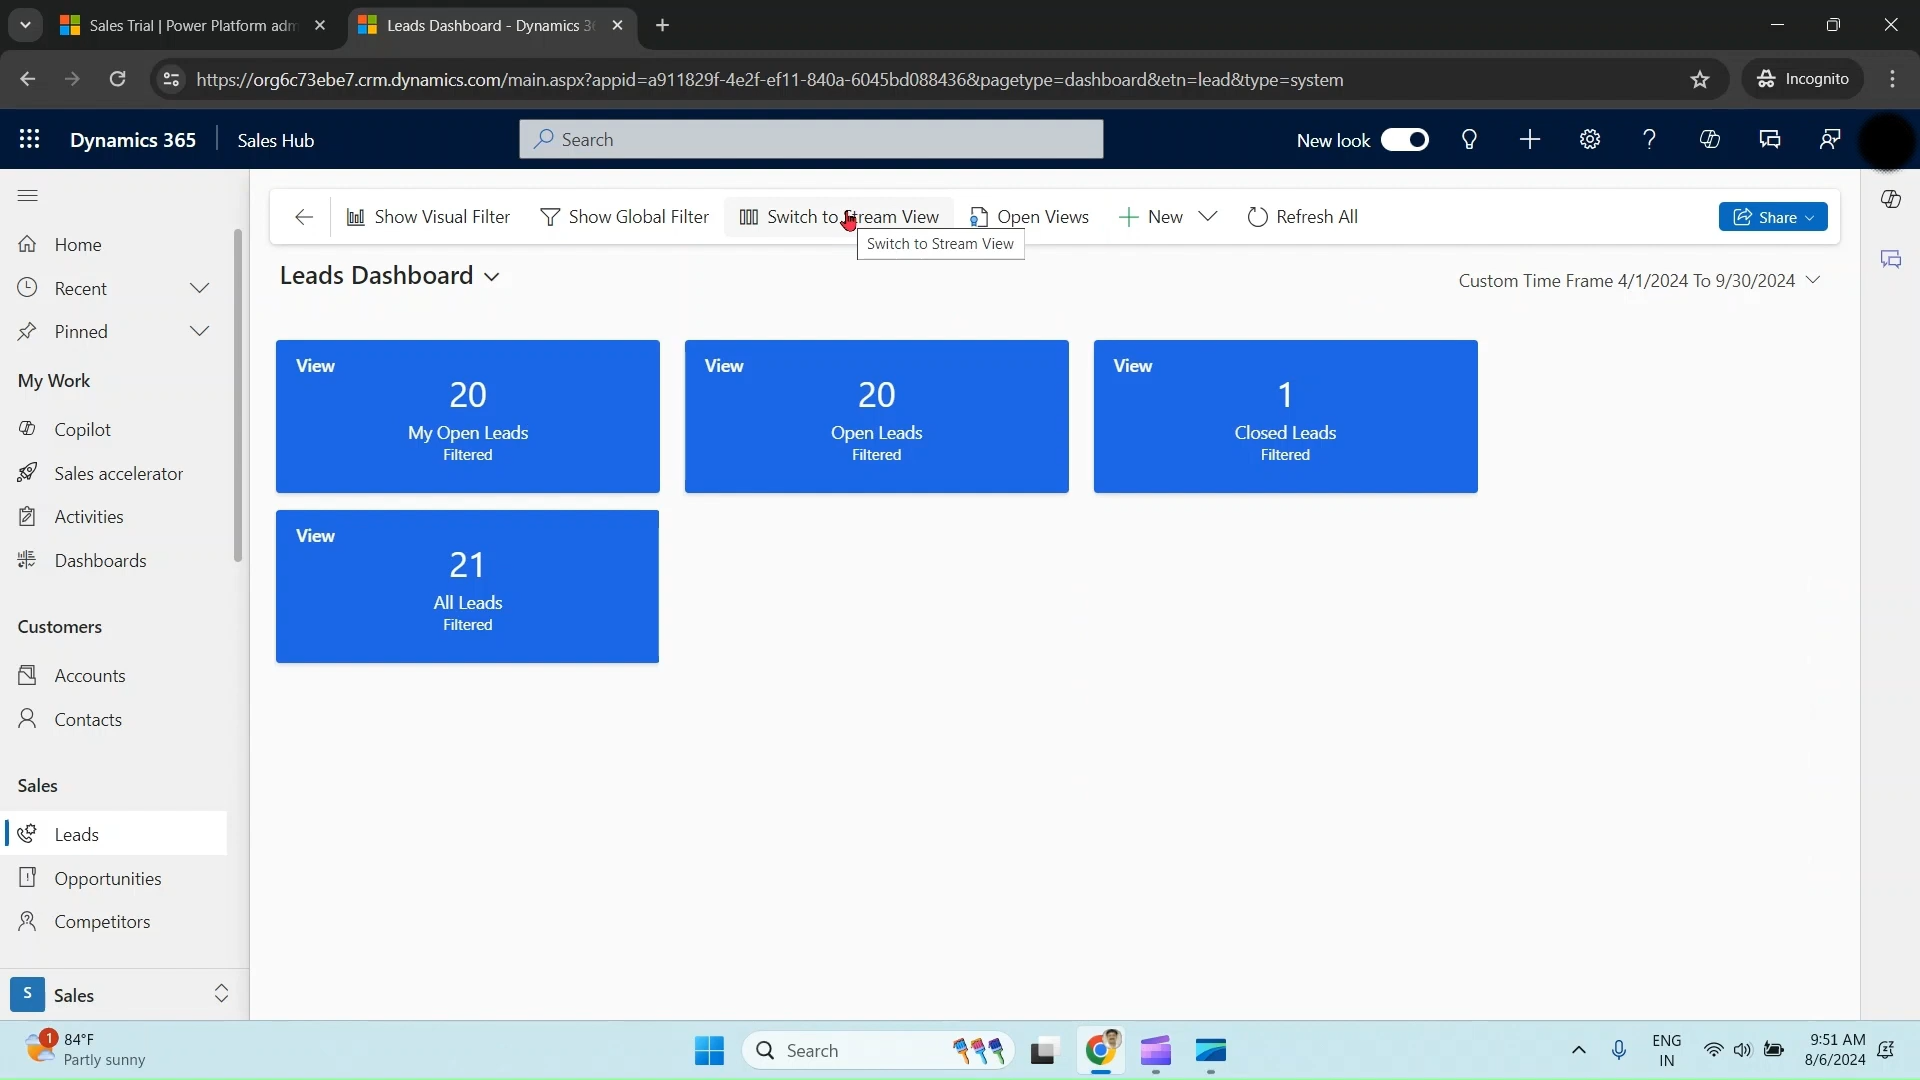 Sales Trial | Power Platform adm
Leads Dashboard - Dynamics 36
https://org6c73ebe7.crm.dynamics.com/main.aspx?appid=a911829f-4e2f-ef11-840a-6045bd088436&pagetype=dashboard&etn=lead&type=system
Incognito
Dynamics 365
Sales Hub
Search
New look
Show Visual Filter
Show Global Filter
Switch to Stream View
Open Views
New
Refresh All
Share
Switch to Stream View
Leads Dashboard
Custom Time Frame 4/1/2024 To 9/30/2024
Home
Recent
Pinned
My Work
Copilot
Sales accelerator
Activities
Dashboards
Customers
Accounts
Contacts
Sales
Leads
Opportunities
Competitors
S
Sales
View
20
My Open Leads
Filtered
View
20
Open Leads
Filtered
View
1
Closed Leads
Filtered
View
21
All Leads
Filtered
1
84°F
Partly sunny
Search
ENG
IN
9:51 AM
8/6/2024